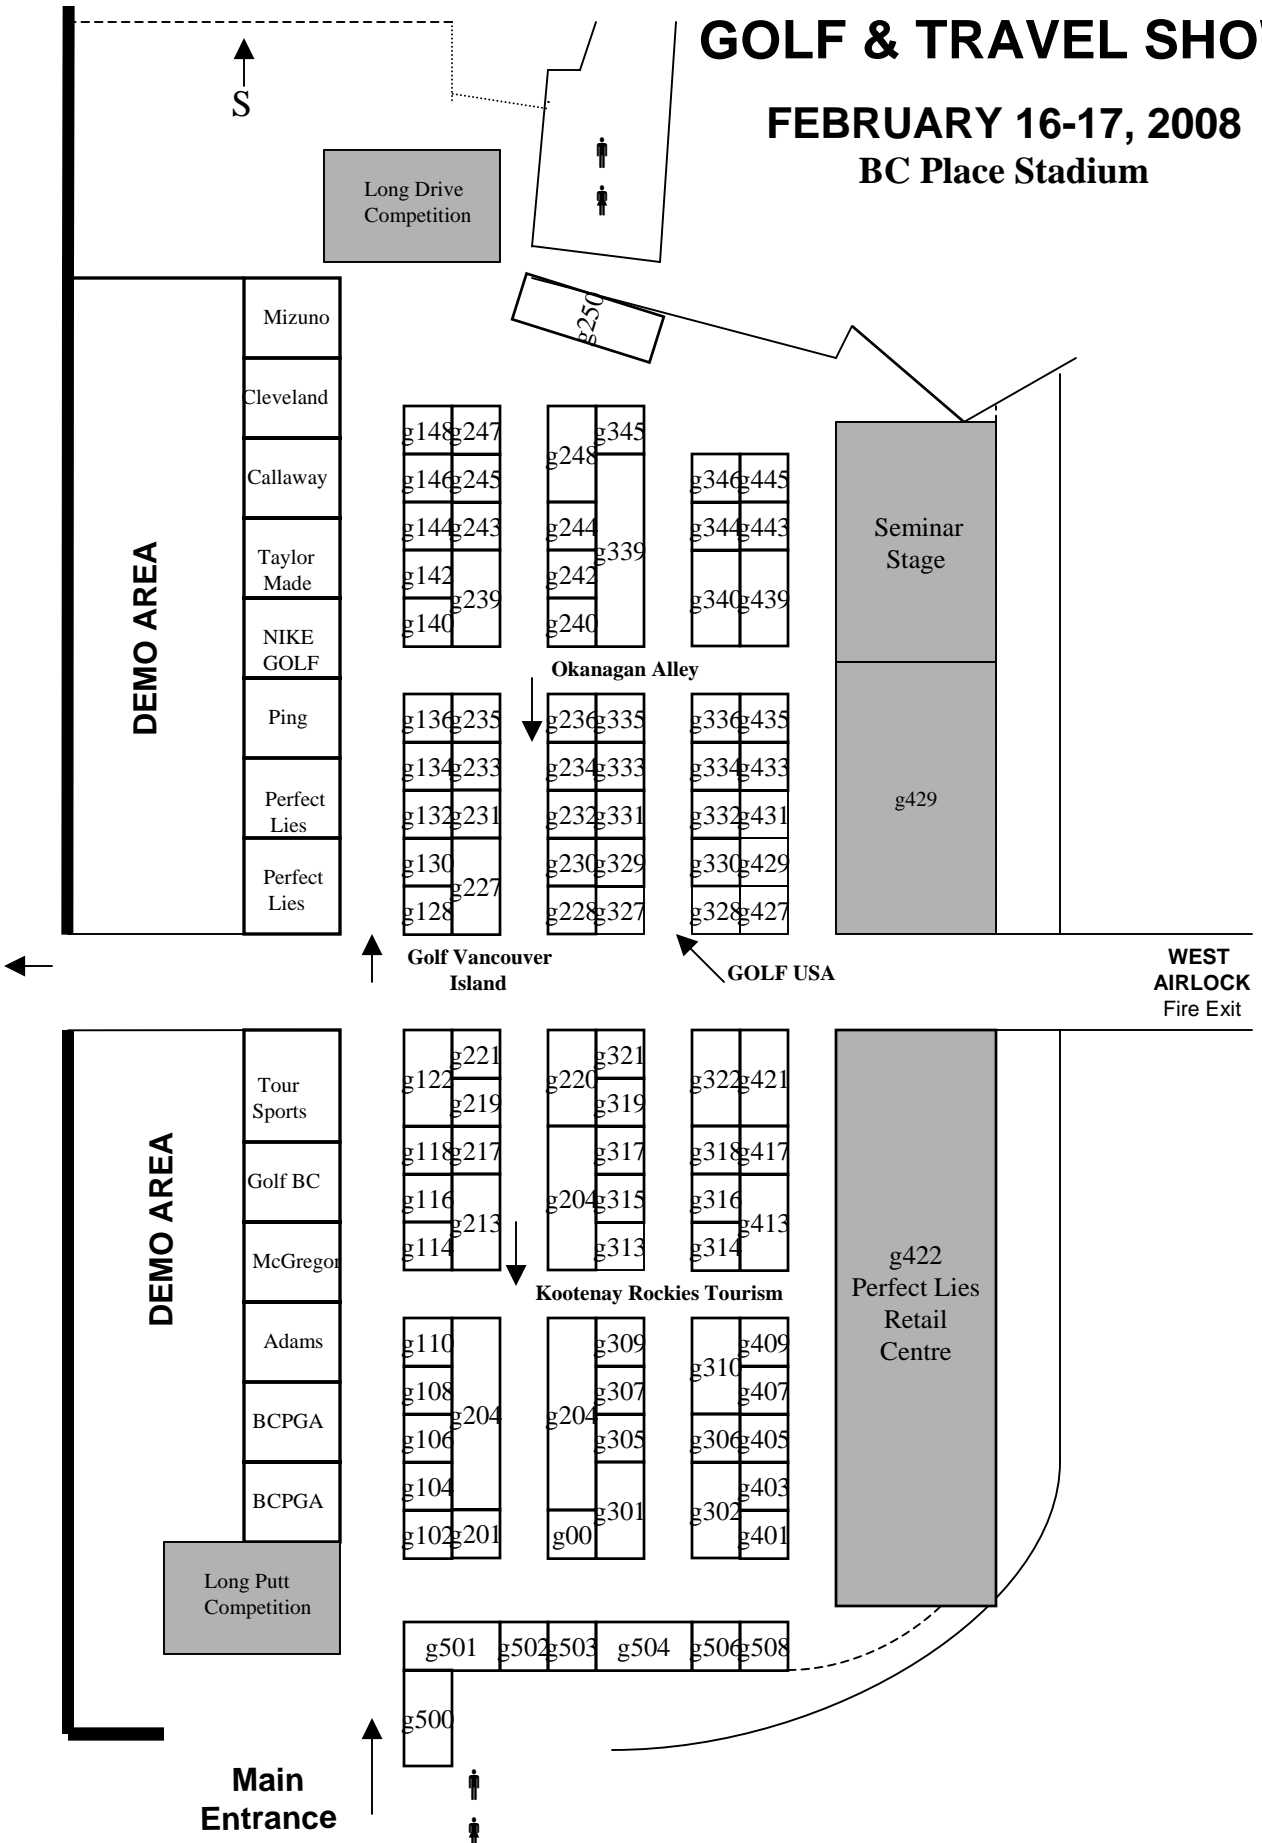 GOLF & TRAVEL SHO
FEBRUARY 16-17, 2008
BC Place Stadium
S
Long Drive
Competition
g250
DEMO AREA
Mizuno
Cleveland
Callaway
Taylor
Made
NIKE
GOLF
Ping
Perfect
Lies
Perfect
Lies
g148 g247 g248 g345
g146 g245 g346 g445
g144 g243 g244 g339 g344 g443
g142 g239 g242 g340 g439
g140 g240
Seminar
Stage
Okanagan Alley
g136 g235 g236 g335 g336 g435
g134 g233 g234 g333 g334 g433
g132 g231 g232 g331 g332 g431
g130 g227 g230 g329 g330 g429
g128 g228 g327 g328 g427
g429
Golf Vancouver
Island
GOLF USA
WEST
AIRLOCK
Fire Exit
DEMO AREA
Tour
Sports
Golf BC
McGregor
Adams
BCPGA
BCPGA
g122 g221 g220 g321 g322 g421
g219 g319
g118 g217 g204 g317 g318 g417
g116 g213 g315 g316 g413
g114 g313 g314
Kootenay Rockies Tourism
g422
Perfect Lies
Retail
Centre
g110 g204 g204 g309 g310 g409
g108 g307 g407
g106 g305 g306 g405
g104 g301 g302 g403
g102 g201 g00 g401
Long Putt
Competition
g501 g502 g503 g504 g506 g508
g500
Main
Entrance